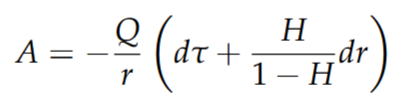 A = -\frac{Q}{r} \left( d\tau + \frac{H}{1 - H} dr \right)